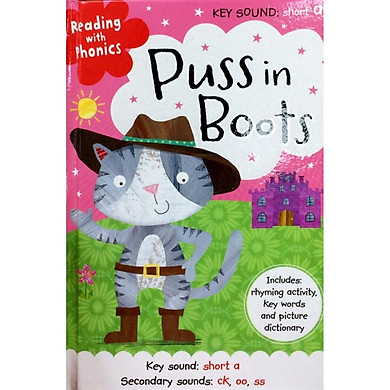 Reading
with
Phonics
KEY SOUND: short a
Puss in
Boots
Includes:
rhyming activity,
key words
and picture
dictionary
Key sound: short a
Secondary sounds: ck, oo, ss